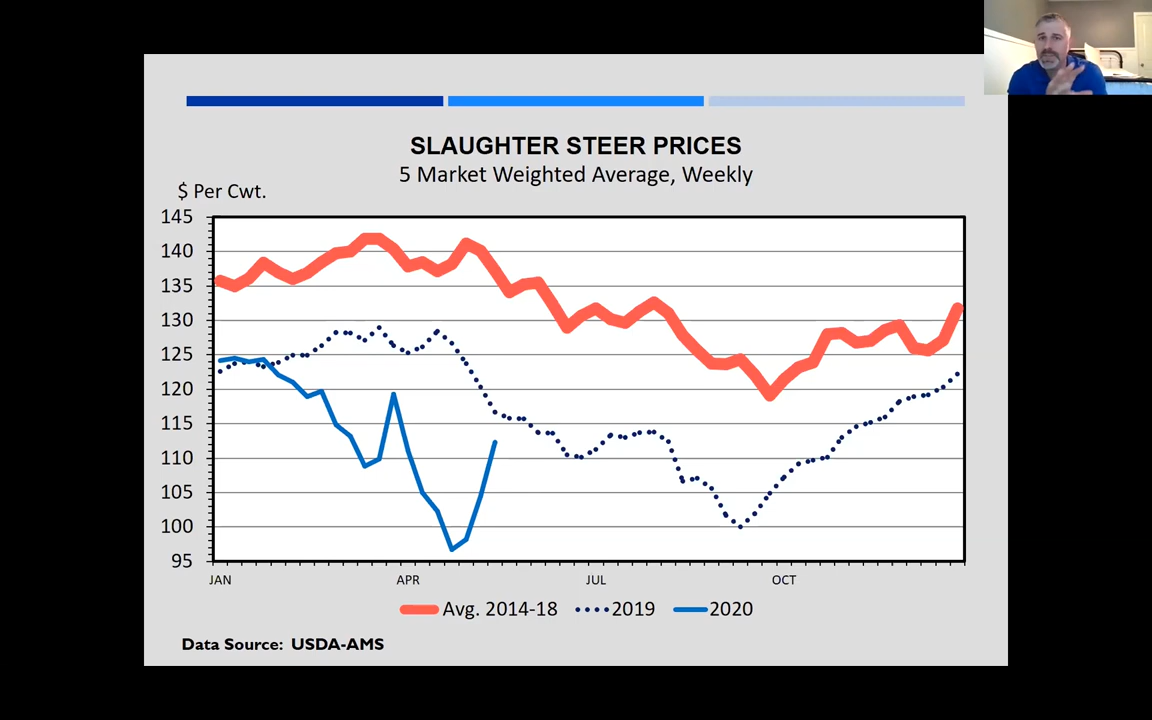 SLAUGHTER STEER PRICES
5 Market Weighted Average, Weekly
$ Per Cwt.
145
140
135
130
125
120
115
110
105
100
95
JAN APR JUL OCT
Avg. 2014-18 2019 2020
Data Source: USDA-AMS